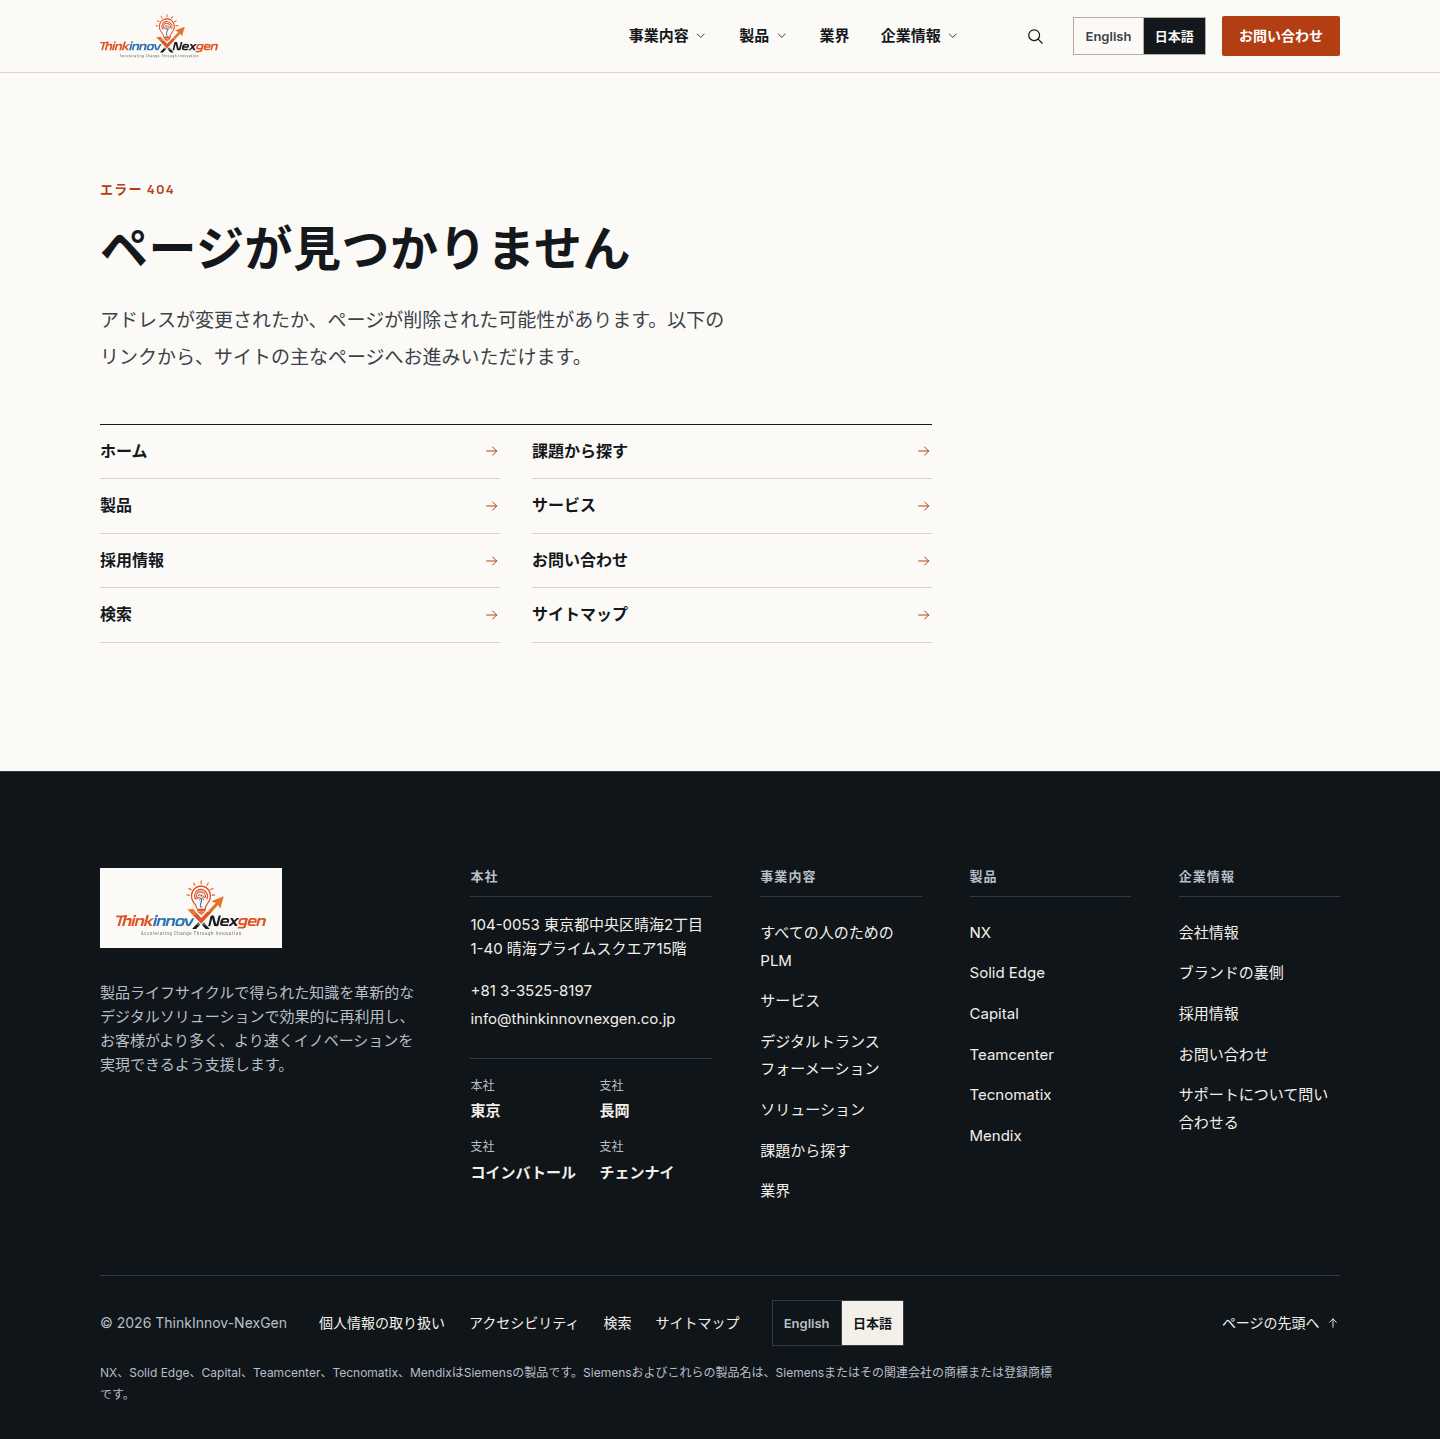 ThinkinnovXNexgen
Accelerating Change Through Innovation
事業内容
製品
業界
企業情報
English
日本語
お問い合わせ
エラー 404
ページが見つかりません
アドレスが変更されたか、ページが削除された可能性があります。以下の
リンクから、サイトの主なページへお進みいただけます。
ホーム
課題から探す
製品
サービス
採用情報
お問い合わせ
検索
サイトマップ
ThinkinnovXNexgen
Accelerating Change Through Innovation
製品ライフサイクルで得られた知識を革新的な
デジタルソリューションで効果的に再利用し、
お客様がより多く、より速くイノベーションを
実現できるよう支援します。
本社
104-0053 東京都中央区晴海2丁目
1-40 晴海プライムスクエア15階
+81 3-3525-8197
info@thinkinnovnexgen.co.jp
本社
東京
支社
長岡
支社
コインバトール
支社
チェンナイ
事業内容
すべての人のための
PLM
サービス
デジタルトランス
フォーメーション
ソリューション
課題から探す
業界
製品
NX
Solid Edge
Capital
Teamcenter
Tecnomatix
Mendix
企業情報
会社情報
ブランドの裏側
採用情報
お問い合わせ
サポートについて問い
合わせる
© 2026 ThinkInnov-NexGen
個人情報の取り扱い
アクセシビリティ
検索
サイトマップ
English
日本語
ページの先頭へ ↑
NX、Solid Edge、Capital、Teamcenter、Tecnomatix、MendixはSiemensの製品です。Siemensおよびこれらの製品名は、Siemensまたはその関連会社の商標または登録商標
です。